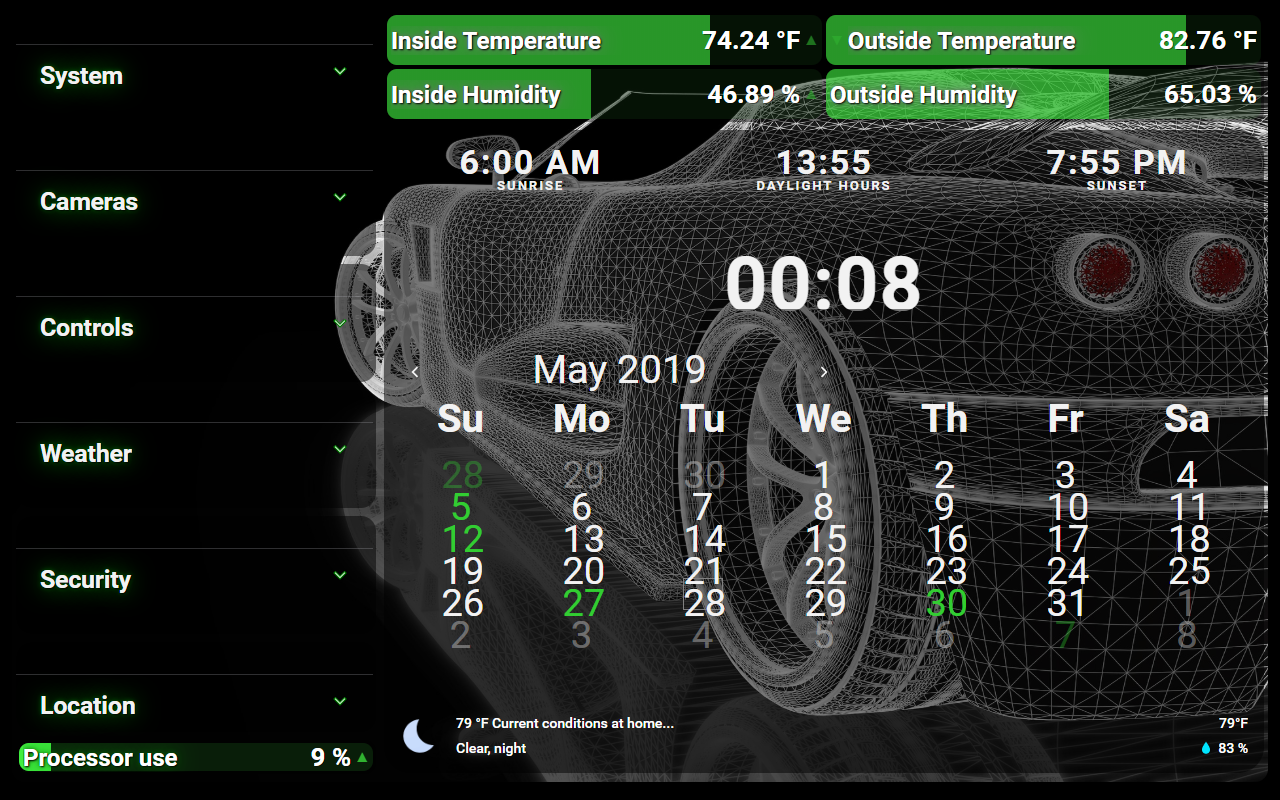 System
Cameras
Controls
Weather
Security
Location
Processor use 9 %
Inside Temperature 74.24 °F
Outside Temperature 82.76 °F
Inside Humidity 46.89 %
Outside Humidity 65.03 %
6:00 AM 13:55 7:55 PM
SUNRISE DAYLIGHT HOURS SUNSET
00:08
May 2019
Su Mo Tu We Th Fr Sa
28 29 30 1 2 3 4
5 6 7 8 9 10 11
12 13 14 15 16 17 18
19 20 21 22 23 24 25
26 27 28 29 30 31 1
2 3 4 5 6 7 8
79 °F Current conditions at home... 79°F
Clear, night 83 %